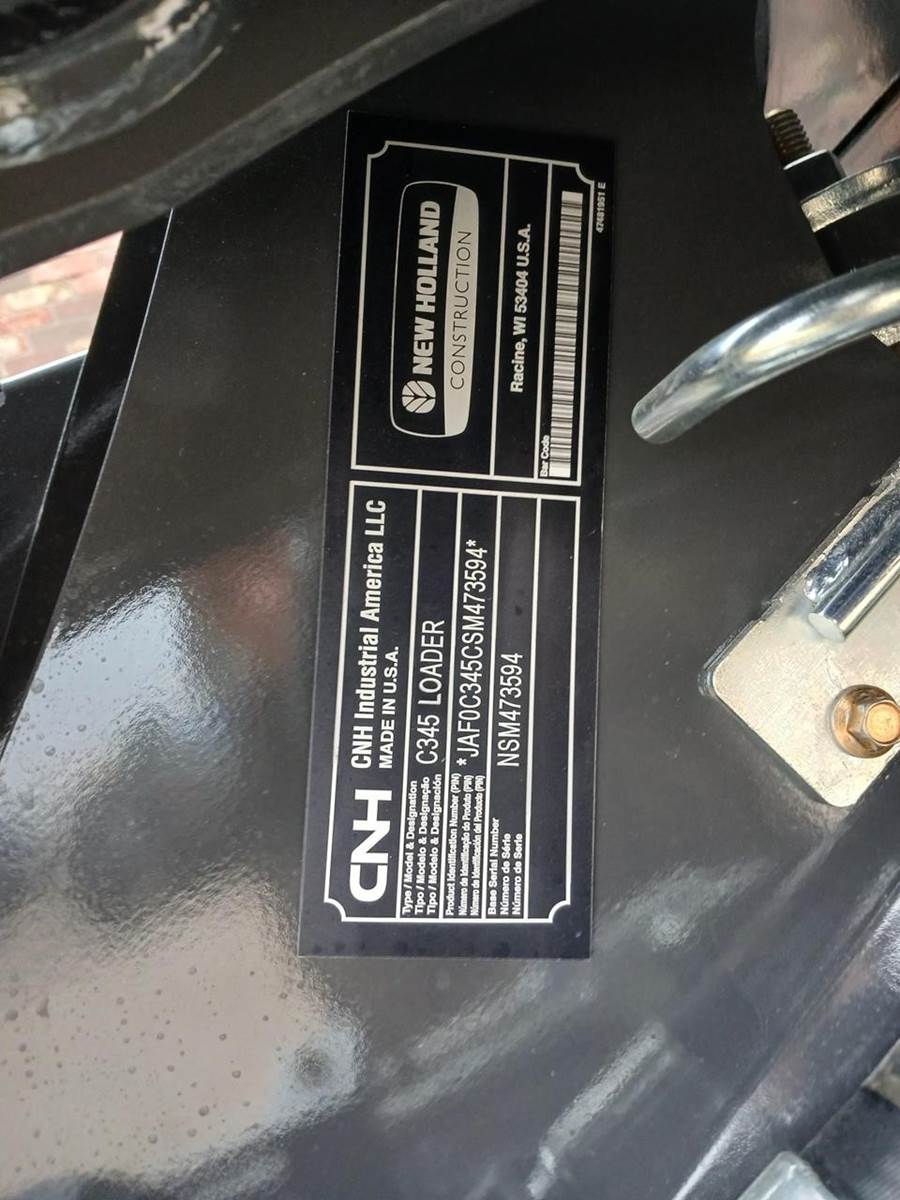 CNH
CNH Industrial America LLC
MADE IN U.S.A.
Type / Model & Designation
Tipo / Modelo & Designação
Tipo / Modelo & Designación
C345 LOADER
Product Identification Number (PIN)
Número de Identificação do Produto (PIN)
Número de Identificación del Producto (PIN)
*JAF0C345CSM473594*
Base Serial Number
Número de Série
Número de Serie
NSM473594
NEW HOLLAND
CONSTRUCTION
Racine, WI 53404 U.S.A.
Bar Code
47481951 E